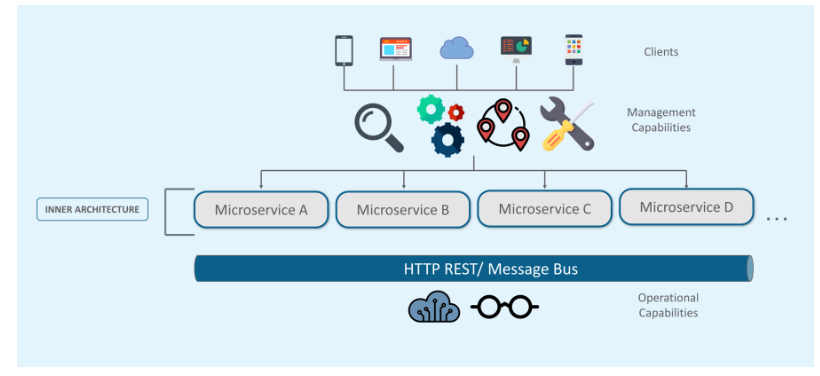 Clients
Management
Capabilities
INNER ARCHITECTURE
Microservice A
Microservice B
Microservice C
Microservice D
...
HTTP REST/ Message Bus
Operational
Capabilities